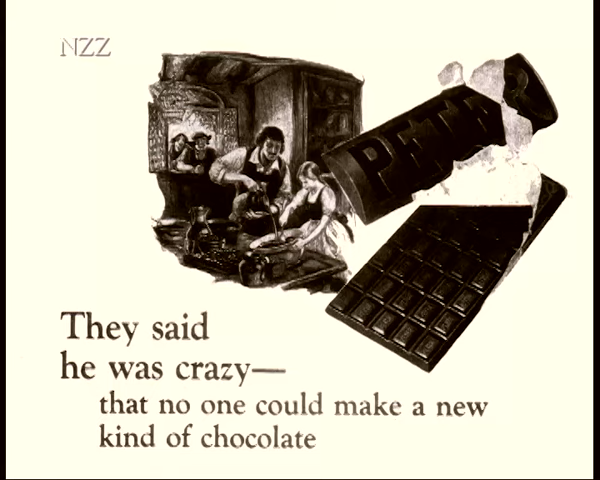 NZZ
PETER
They said
he was crazy—
that no one could make a new
kind of chocolate